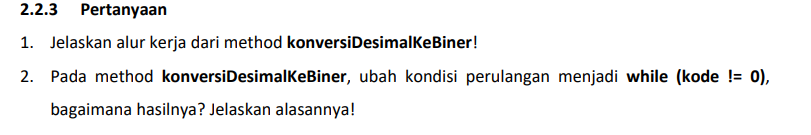 2.2.3 Pertanyaan
1. Jelaskan alur kerja dari method konversiDesimalKeBiner!
2. Pada method konversiDesimalKeBiner, ubah kondisi perulangan menjadi while (kode != 0),
bagaimana hasilnya? Jelaskan alasannya!